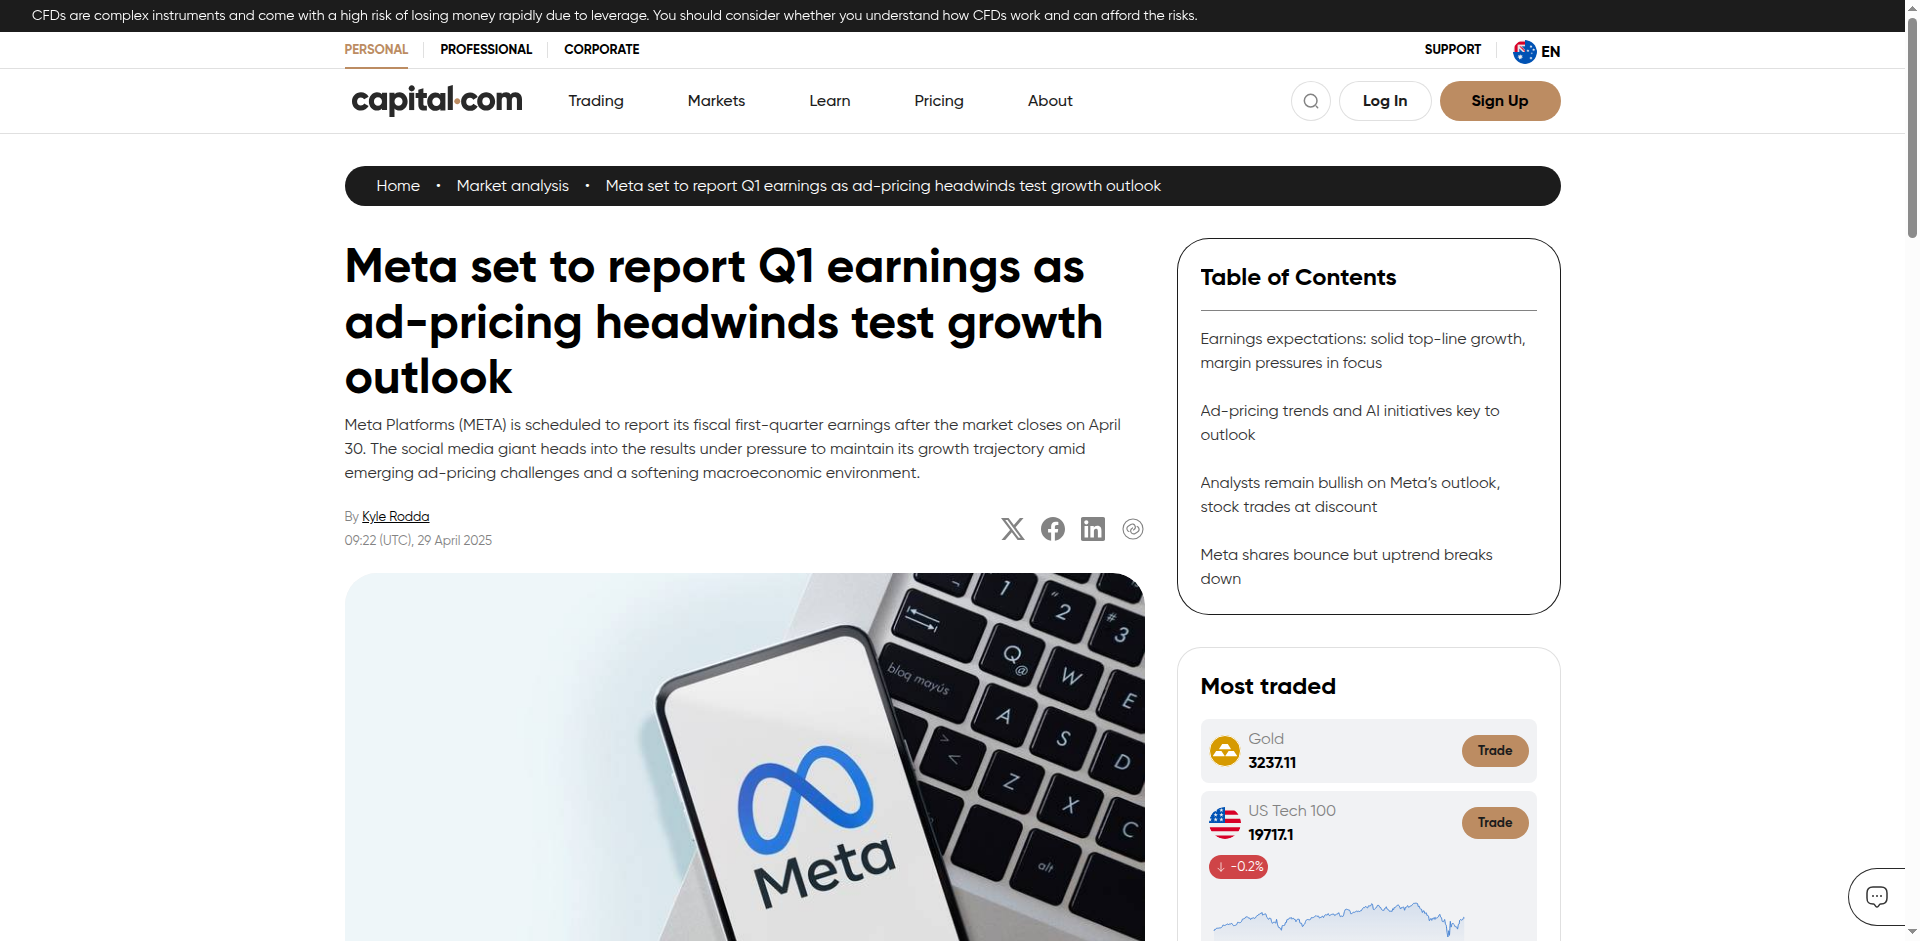 CFDs are complex instruments and come with a high risk of losing money rapidly due to leverage. You should consider whether you understand how CFDs work and can afford the risks.
PERSONAL
PROFESSIONAL
CORPORATE
SUPPORT
EN
capital.com
Trading
Markets
Learn
Pricing
About
Log In
Sign Up
Home • Market analysis • Meta set to report Q1 earnings as ad-pricing headwinds test growth outlook
Meta set to report Q1 earnings as
ad-pricing headwinds test growth
outlook
Meta Platforms (META) is scheduled to report its fiscal first-quarter earnings after the market closes on April
30. The social media giant heads into the results under pressure to maintain its growth trajectory amid
emerging ad-pricing challenges and a softening macroeconomic environment.
By Kyle Rodda
09:22 (UTC), 29 April 2025
1
" 2
# 3
Q @
W
E
bloq mayús
A
S
D
> <
Z
X
C
alt
Meta
Table of Contents
Earnings expectations: solid top-line growth,
margin pressures in focus
Ad-pricing trends and AI initiatives key to
outlook
Analysts remain bullish on Meta's outlook,
stock trades at discount
Meta shares bounce but uptrend breaks
down
Most traded
Gold
3237.11
Trade
US Tech 100
19717.1
Trade
↓ -0.2%